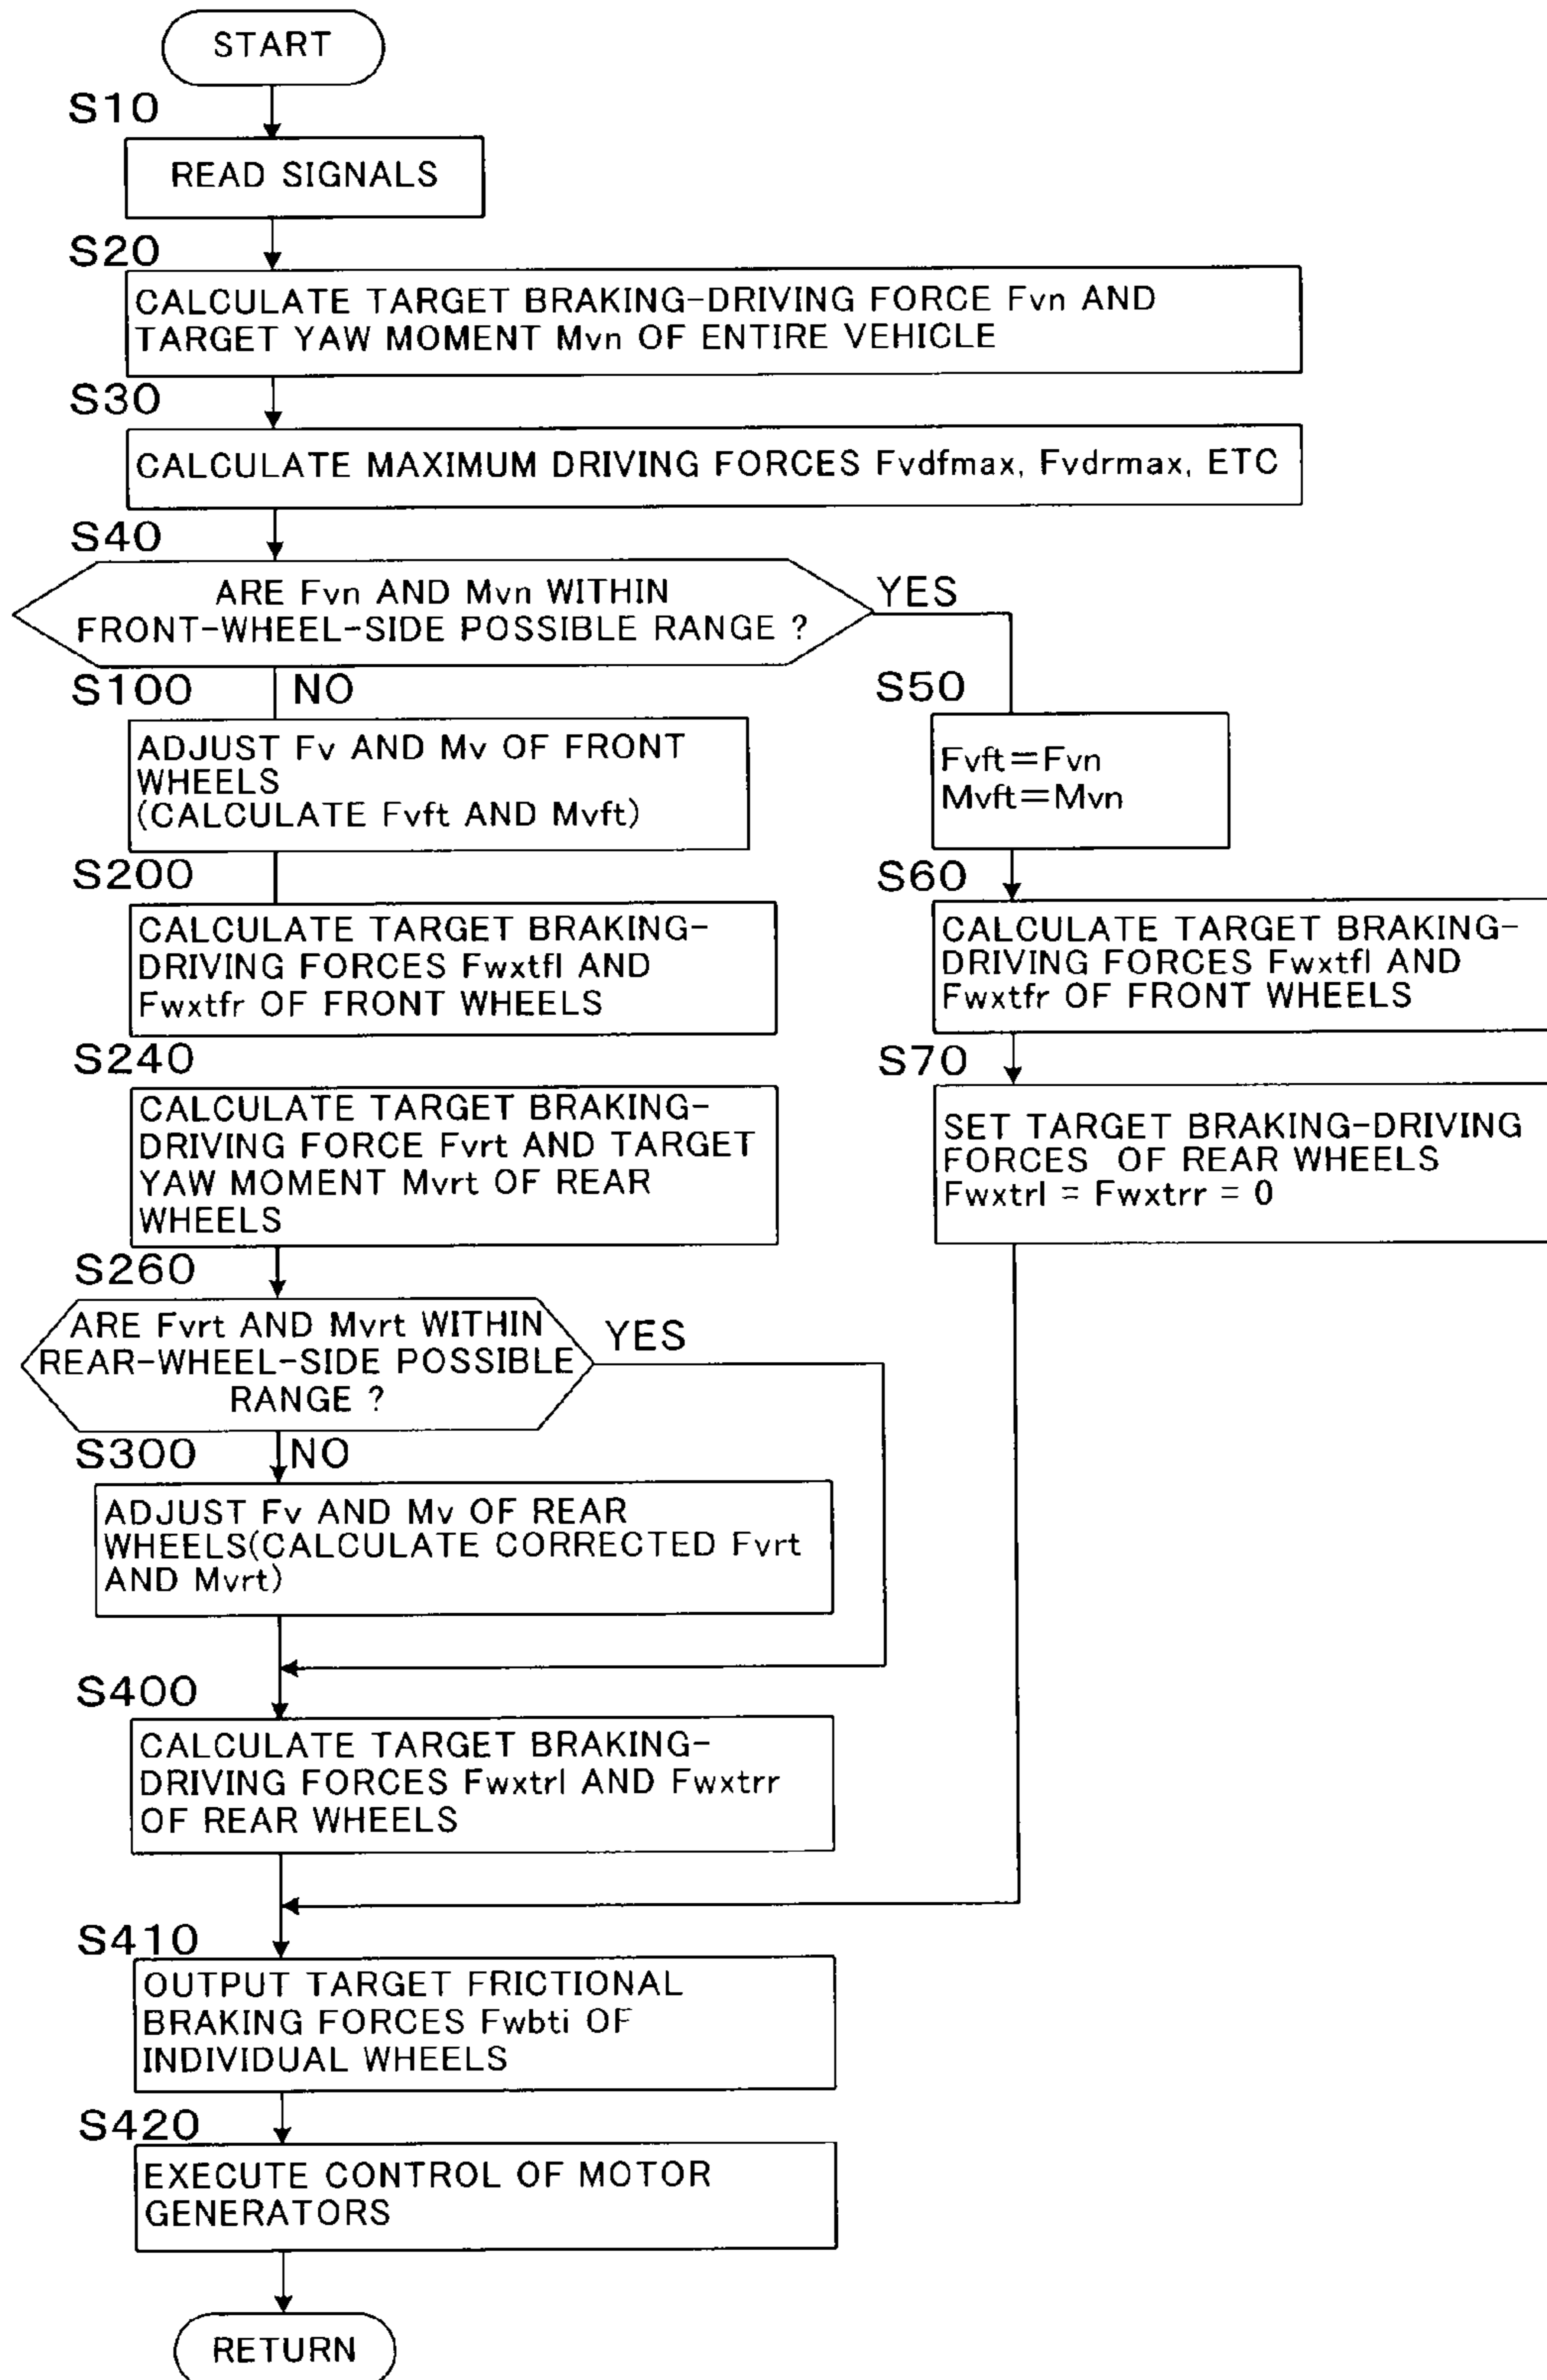 START
S10
READ SIGNALS
S20
CALCULATE TARGET BRAKING-DRIVING FORCE Fvn AND
TARGET YAW MOMENT Mvn OF ENTIRE VEHICLE
S30
CALCULATE MAXIMUM DRIVING FORCES Fvdfmax, Fvdrmax, ETC
S40
ARE Fvn AND Mvn WITHIN
FRONT-WHEEL-SIDE POSSIBLE RANGE ?
YES
S100
NO
ADJUST Fv AND Mv OF FRONT
WHEELS
(CALCULATE Fvft AND Mvft)
S50
Fvft=Fvn
Mvft=Mvn
S200
CALCULATE TARGET BRAKING-
DRIVING FORCES Fwxtfl AND
Fwxtfr OF FRONT WHEELS
S60
CALCULATE TARGET BRAKING-
DRIVING FORCES Fwxtfl AND
Fwxtfr OF FRONT WHEELS
S240
CALCULATE TARGET BRAKING-
DRIVING FORCE Fvrt AND TARGET
YAW MOMENT Mvrt OF REAR
WHEELS
S70
SET TARGET BRAKING-DRIVING
FORCES OF REAR WHEELS
Fwxtrl = Fwxtrr = 0
S260
ARE Fvrt AND Mvrt WITHIN
REAR-WHEEL-SIDE POSSIBLE
RANGE ?
YES
S300
NO
ADJUST Fv AND Mv OF REAR
WHEELS(CALCULATE CORRECTED Fvrt
AND Mvrt)
S400
CALCULATE TARGET BRAKING-
DRIVING FORCES Fwxtrl AND Fwxtrr
OF REAR WHEELS
S410
OUTPUT TARGET FRICTIONAL
BRAKING FORCES Fwbti OF
INDIVIDUAL WHEELS
S420
EXECUTE CONTROL OF MOTOR
GENERATORS
RETURN